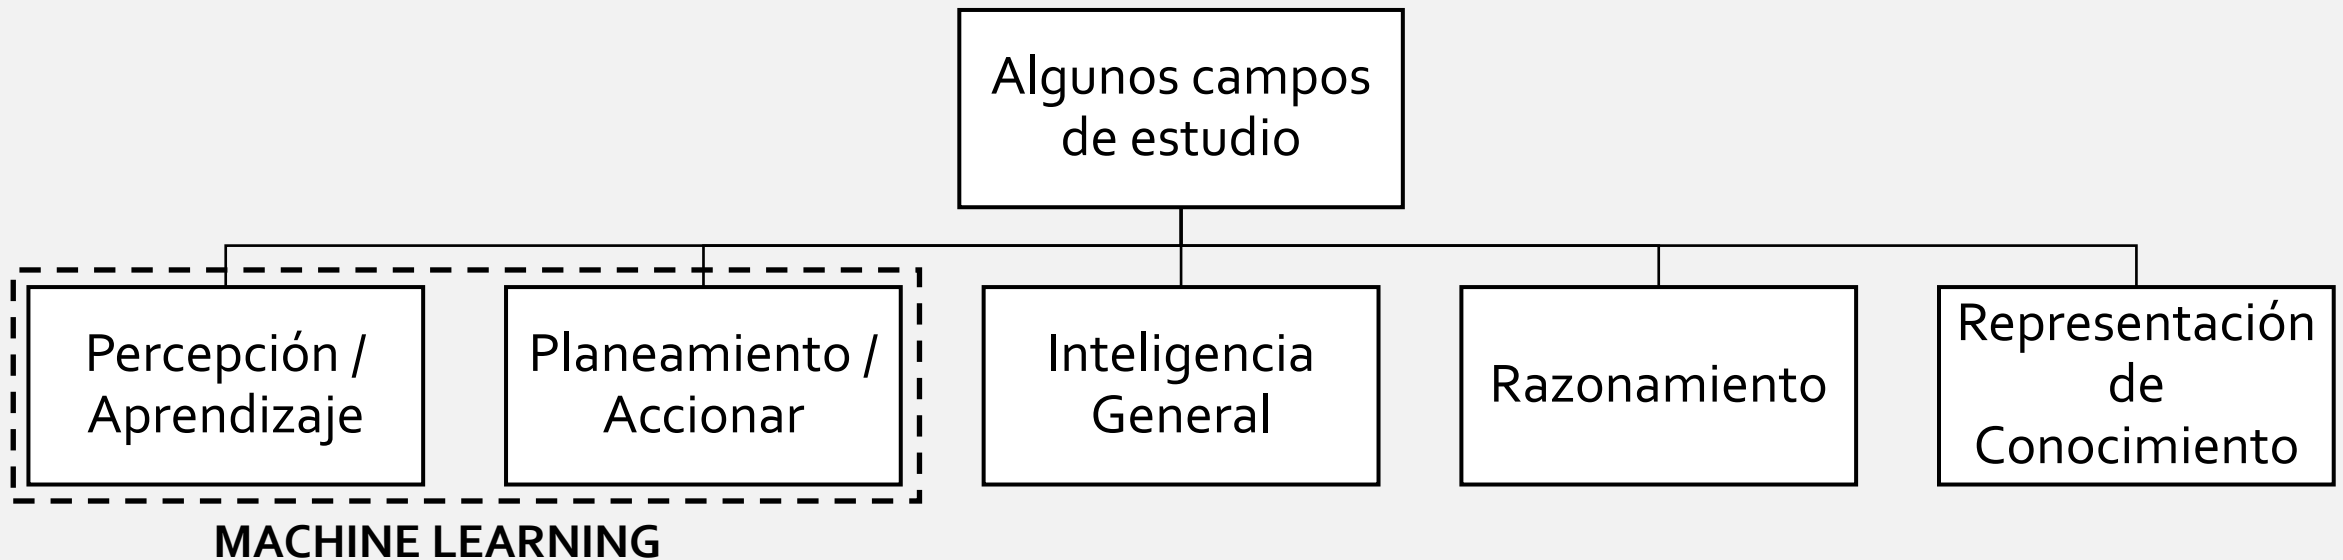 Algunos campos
de estudio
Percepción /
Aprendizaje
Planeamiento /
Accionar
Inteligencia
General
Razonamiento
Representación
de
Conocimiento
MACHINE LEARNING